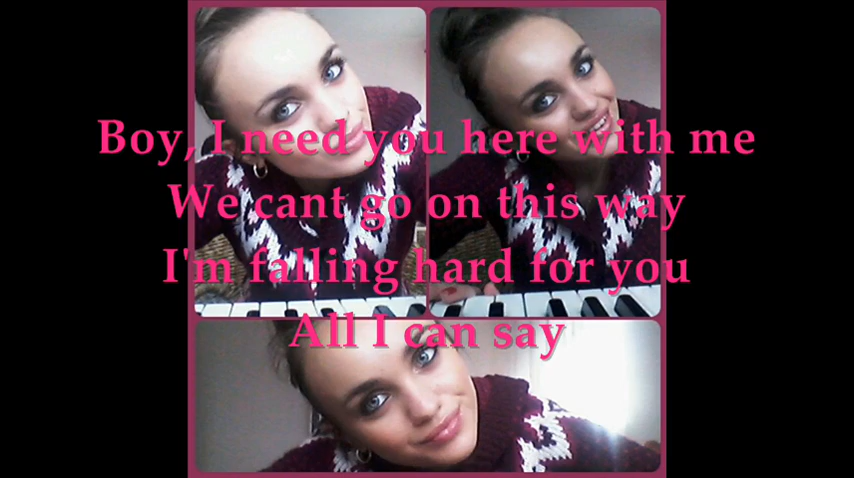 Boy, I need you here with me
We cant go on this way
I'm falling hard for you
All I can say